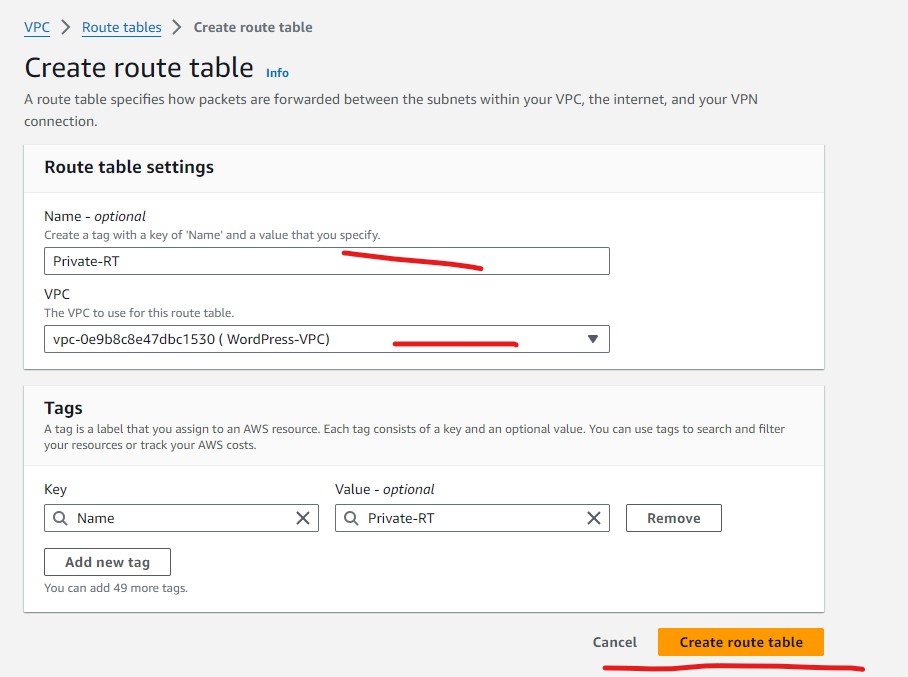 VPC > Route tables > Create route table
Create route table Info
A route table specifies how packets are forwarded between the subnets within your VPC, the internet, and your VPN
connection.
Route table settings
Name - optional
Create a tag with a key of 'Name' and a value that you specify.
Private-RT
VPC
The VPC to use for this route table.
vpc-0e9b8c8e47dbc1530 ( WordPress-VPC)
Tags
A tag is a label that you assign to an AWS resource. Each tag consists of a key and an optional value. You can use tags to search and filter
your resources or track your AWS costs.
Key Value - optional
Name Private-RT Remove
Add new tag
You can add 49 more tags.
Cancel Create route table